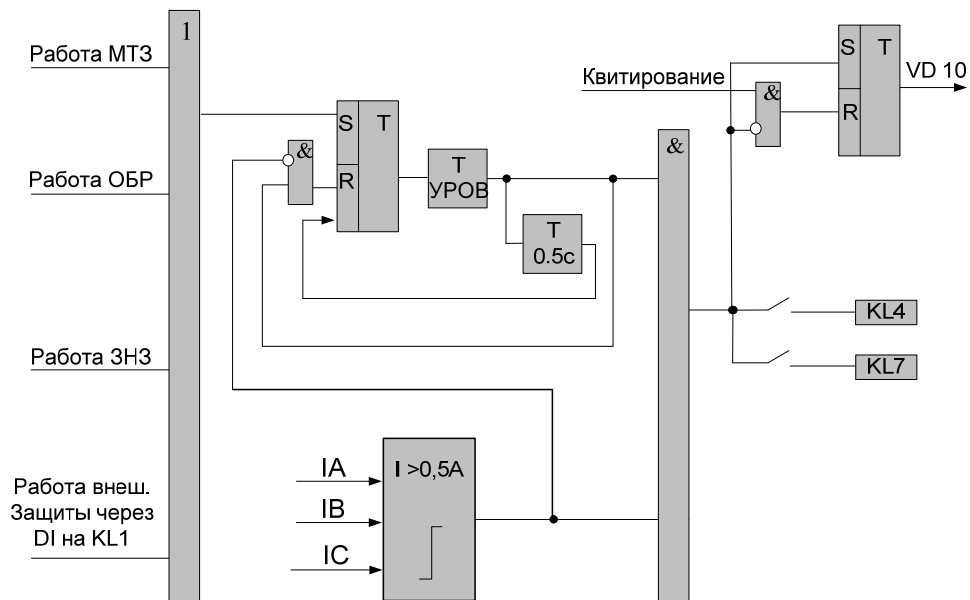 1
Работа МТЗ
Работа ОБР
Работа ЗНЗ
Работа внеш.
Защиты через
DI на KL1
&
S T
R
T
УРОВ
T
0.5с
IA
IB
IC
I >0,5А
&
Квитирование
&
S T
R
VD 10
KL4
KL7